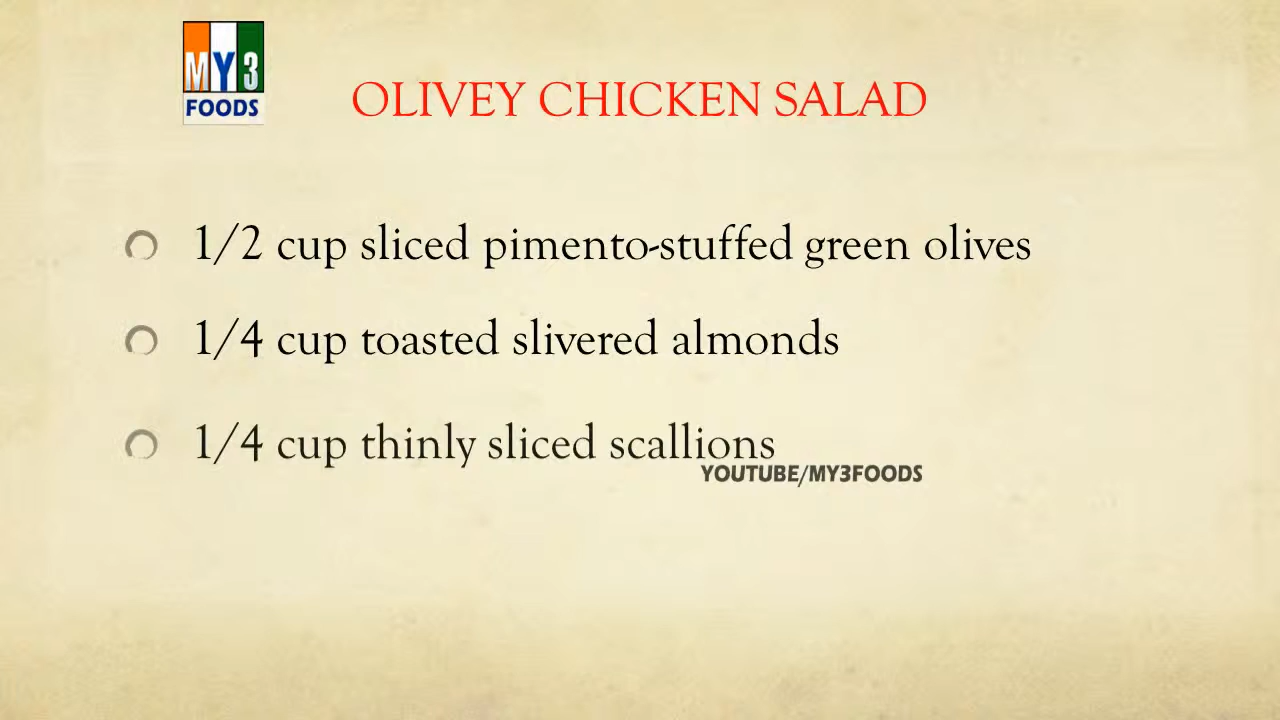 MY3
FOODS
OLIVEY CHICKEN SALAD
1/2 cup sliced pimento-stuffed green olives
1/4 cup toasted slivered almonds
1/4 cup thinly sliced scallions
YOUTUBE/MY3FOODS